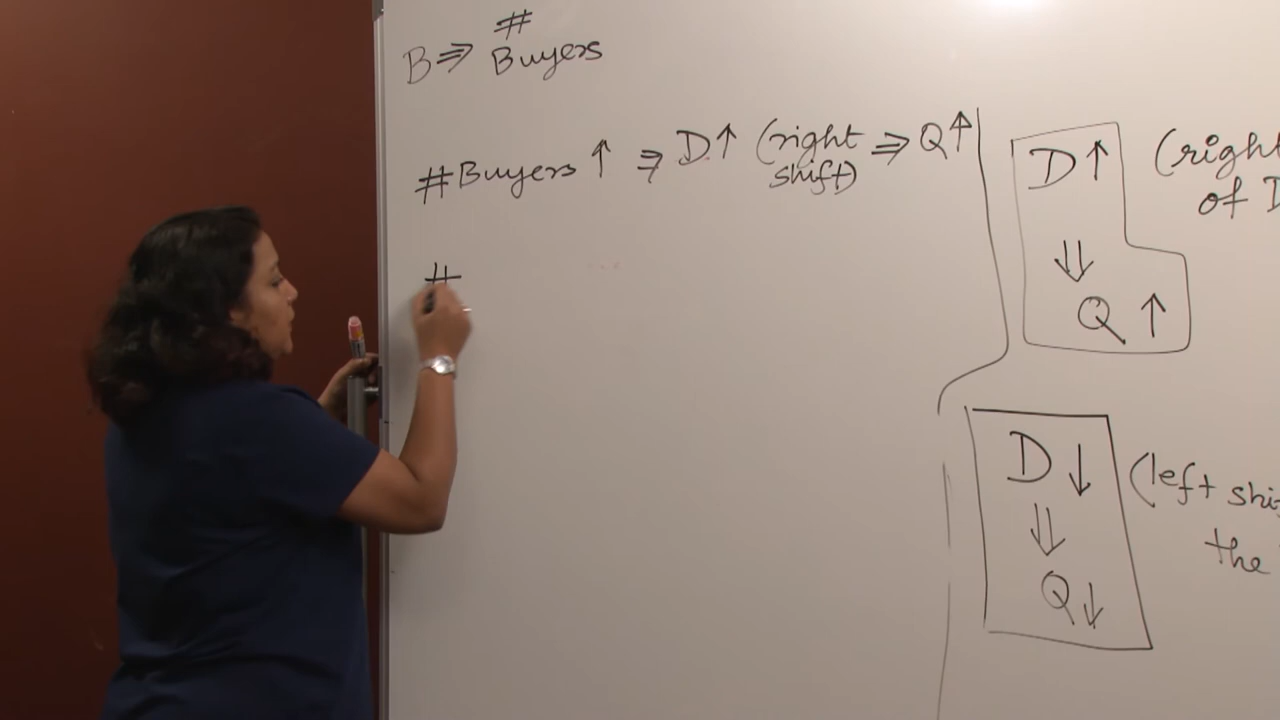 #
B ⇒ Buyers
# Buyers ↑ ⇒ D↑ (right shift) ⇒ Q↑
#
D↑ (right
of D
⇓
Q ↑
D↓ (left shi
the
⇓
Q↓